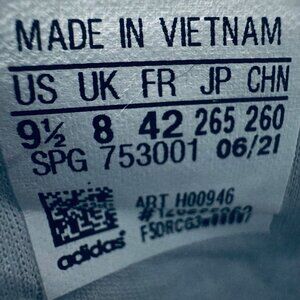 MADE IN VIETNAM
US UK FR JP CHN
9½ 8 42 265 260
SPG 753001 06/21
ART H00946
adidas